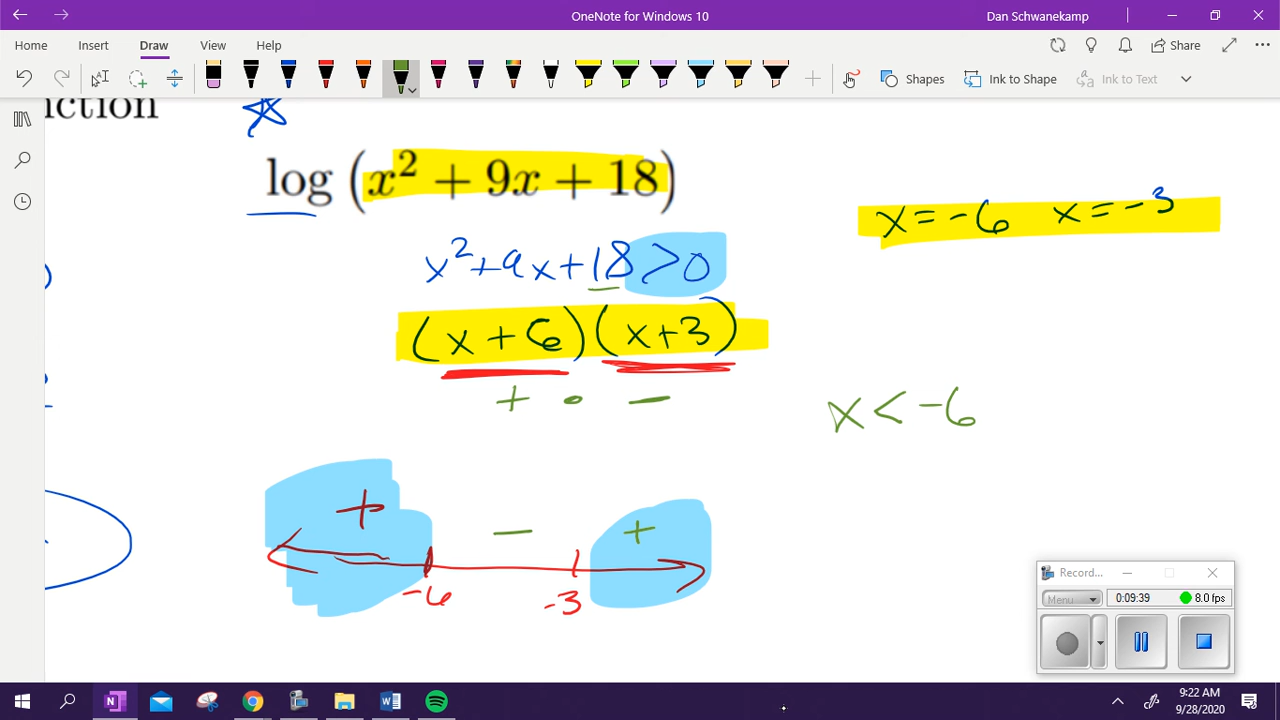 OneNote for Windows 10
Dan Schwanekamp
Home Insert Draw View Help
Share
Shapes Ink to Shape Ink to Text
nction
log (x² + 9x + 18)
x = -6 x = -3
x² + 9x + 18 > 0
(x + 6)(x + 3)
+ • -
x < -6
+ - +
-6 -3
Record...
Menu 0:09:39 8.0 fps
9:22 AM
9/28/2020